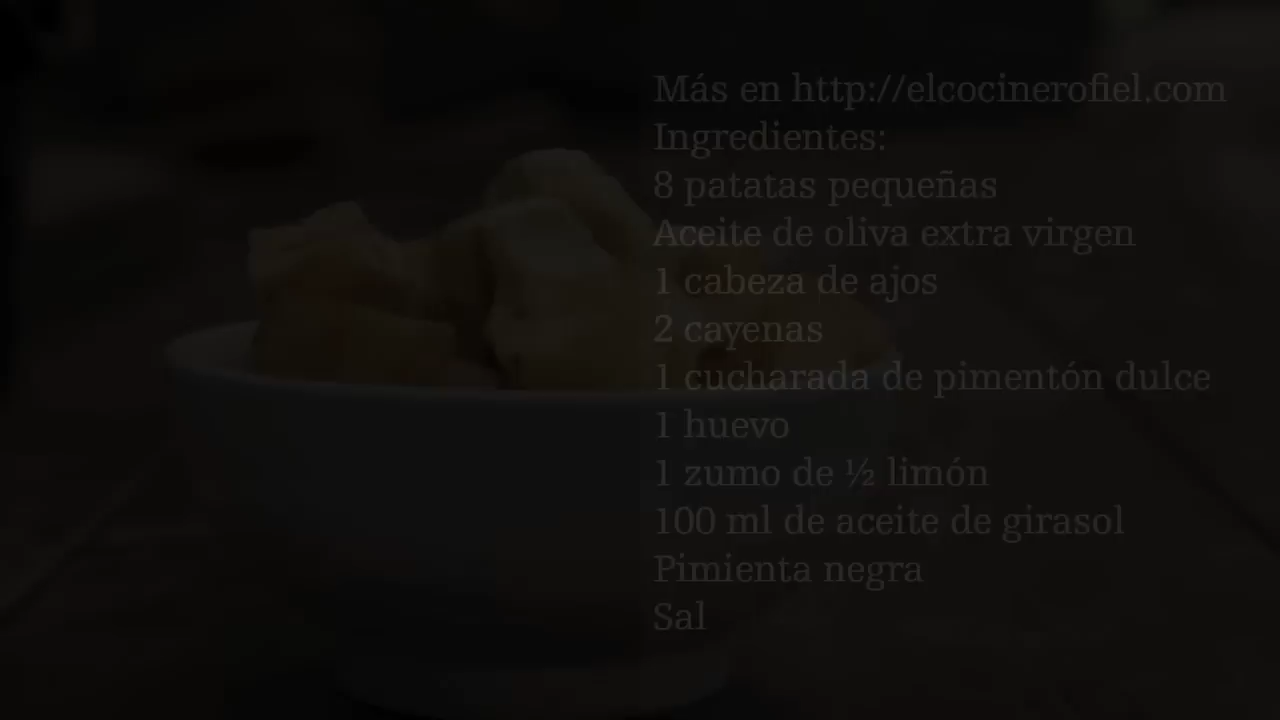 Más en http://elcocinerofiel.com
Ingredientes:
8 patatas pequeñas
Aceite de oliva extra virgen
1 cabeza de ajos
2 cayenas
1 cucharada de pimentón dulce
1 huevo
1 zumo de ½ limón
100 ml de aceite de girasol
Pimienta negra
Sal